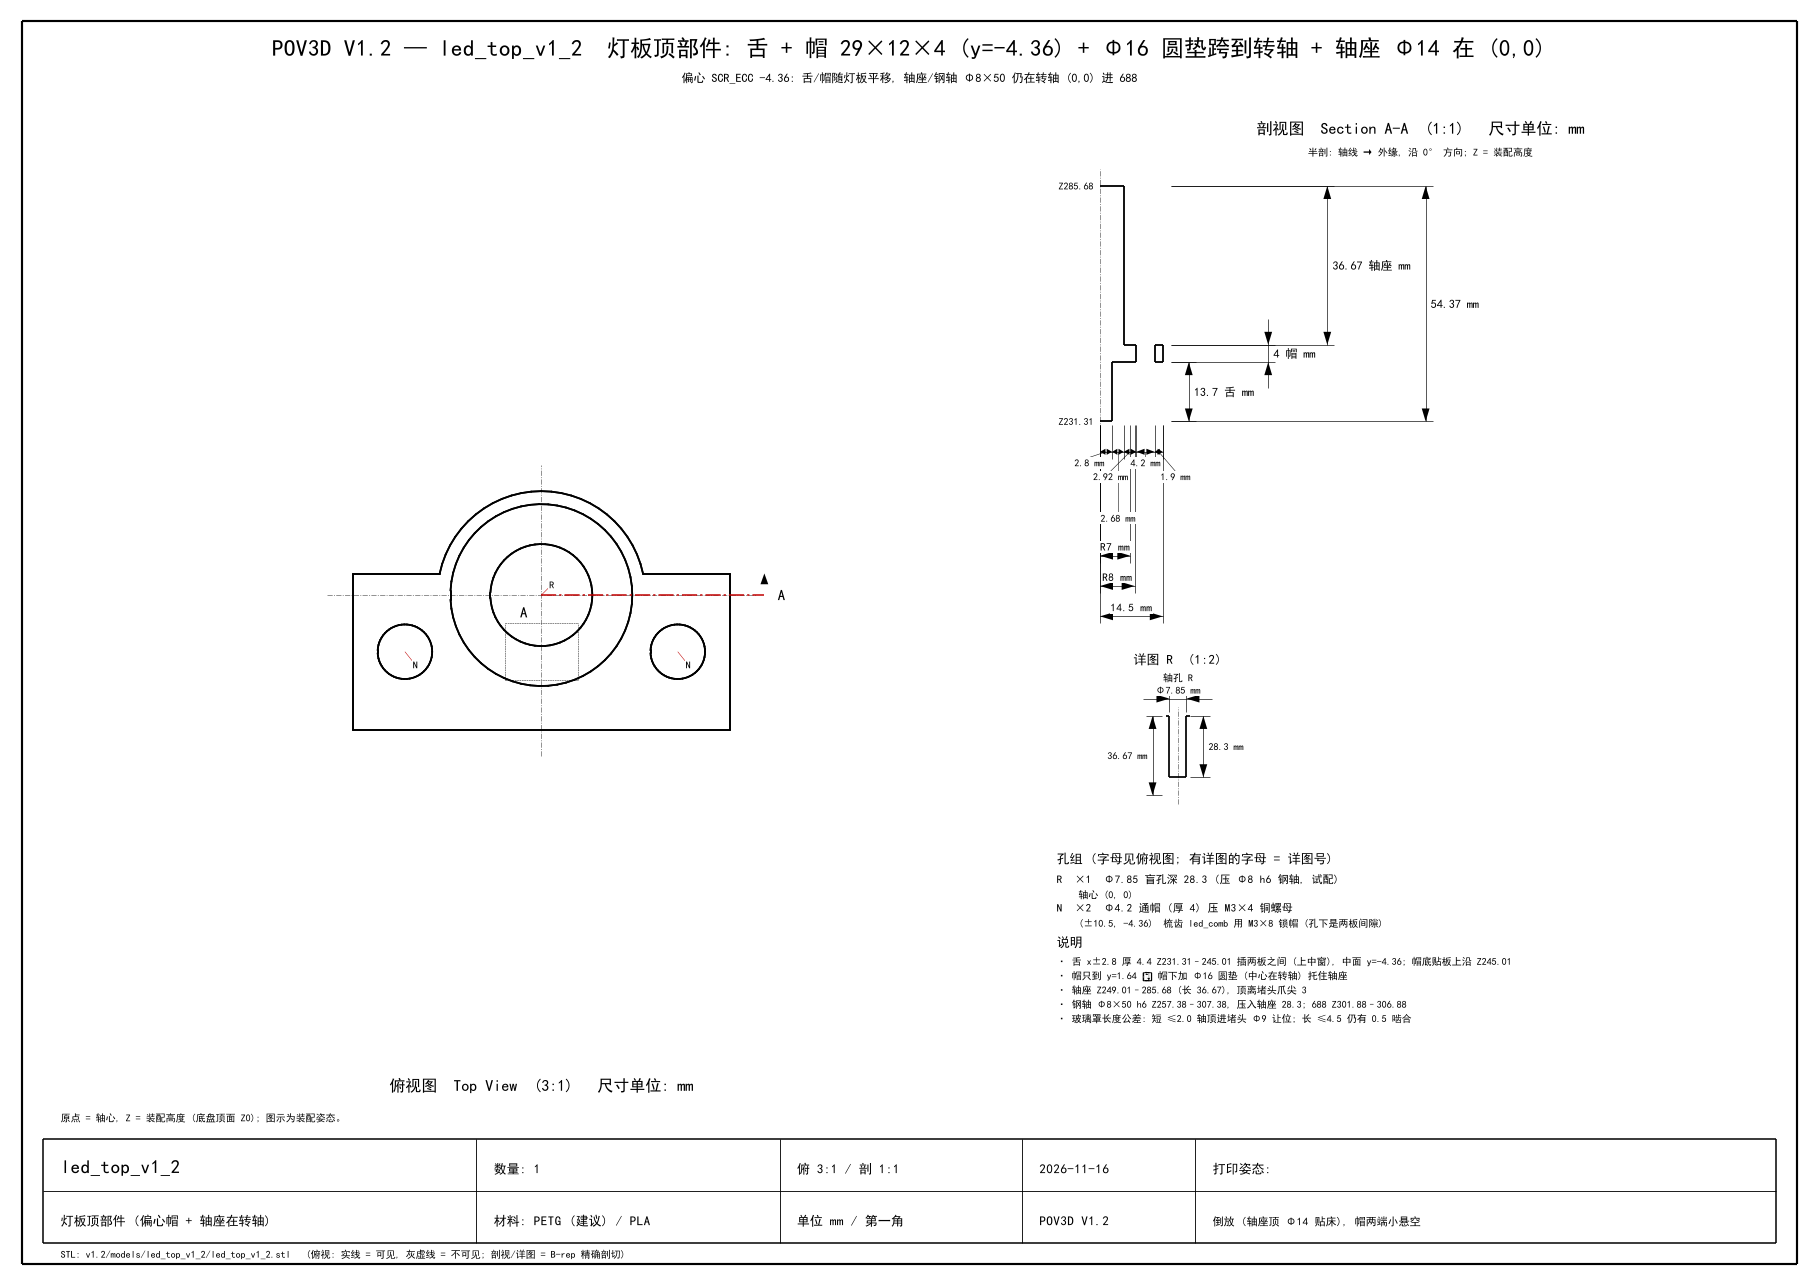 POV3D V1.2 — led_top_v1_2 灯板顶部件: 舌 + 帽 29×12×4 (y=-4.36) + Φ16 圆垫跨到转轴 + 轴座 Φ14 在 (0,0)
偏心 SCR_ECC -4.36: 舌/帽随灯板平移, 轴座/钢轴 Φ8×50 仍在转轴 (0,0) 进 688
剖视图 Section A-A (1:1) 尺寸单位: mm
半剖: 轴线 → 外缘, 沿 0° 方向; Z = 装配高度
Z285.68
36.67 轴座 mm
54.37 mm
4 帽 mm
13.7 舌 mm
Z231.31
2.8 mm
4.2 mm
2.92 mm
1.9 mm
2.68 mm
R7 mm
R8 mm
14.5 mm
R
A
A
N
N
详图 R (1:2)
轴孔 R
Φ7.85 mm
36.67 mm
28.3 mm
孔组 (字母见俯视图; 有详图的字母 = 详图号)
R ×1 Φ7.85 盲孔深 28.3 (压 Φ8 h6 钢轴, 试配)
轴心 (0, 0)
N ×2 Φ4.2 通帽 (厚 4) 压 M3×4 铜螺母
(±10.5, -4.36) 梳齿 led_comb 用 M3×8 锁帽 (孔下是两板间隙)
说明
· 舌 x±2.8 厚 4.4 Z231.31-245.01 插两板之间 (上中窗), 中面 y=-4.36; 帽底贴板上沿 Z245.01
· 帽只到 y=1.64 帽下加 Φ16 圆垫 (中心在转轴) 托住轴座
· 轴座 Z249.01-285.68 (长 36.67), 顶离堵头爪尖 3
· 钢轴 Φ8×50 h6 Z257.38-307.38, 压入轴座 28.3; 688 Z301.88-306.88
· 玻璃罩长度公差: 短 ≤2.0 轴顶进堵头 Φ9 让位; 长 ≤4.5 仍有 0.5 啮合
俯视图 Top View (3:1) 尺寸单位: mm
原点 = 轴心, Z = 装配高度 (底盘顶面 Z0); 图示为装配姿态。
led_top_v1_2
数量: 1
俯 3:1 / 剖 1:1
2026-11-16
打印姿态:
灯板顶部件 (偏心帽 + 轴座在转轴)
材料: PETG (建议) / PLA
单位 mm / 第一角
POV3D V1.2
倒放 (轴座顶 Φ14 贴床), 帽两端小悬空
STL: v1.2/models/led_top_v1_2/led_top_v1_2.stl (俯视: 实线 = 可见, 灰虚线 = 不可见; 剖视/详图 = B-rep 精确剖切)